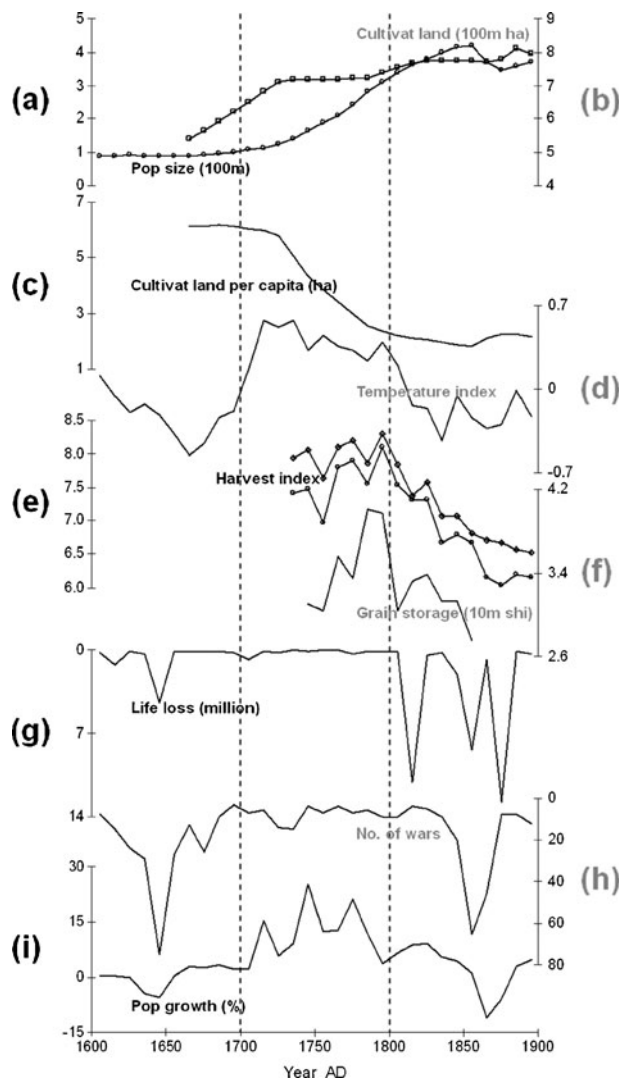 5
9
Cultivat land (100m ha)
4
8
(a)
3
7
(b)
2
6
1
5
Pop size (100m)
0
4
7
5
(c)
Cultivat land per capita (ha)
3
0.7
1
0
(d)
Temperature index
8.5
-0.7
8.0
Harvest index
4.2
(e)
7.5
7.0
6.5
3.4
(f)
6.0
Grain storage (10m shi)
0
2.6
Life loss (million)
(g)
7
14
0
No. of wars
20
(h)
30
40
15
60
(i)
0
80
Pop growth (%)
-15
1600 1650 1700 1750 1800 1850 1900
Year AD